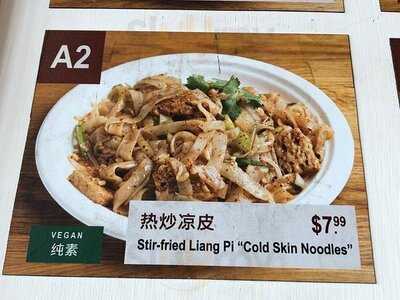 A2
VEGAN
纯素
热炒凉皮
$7.99
Stir-fried Liang Pi “Cold Skin Noodles”